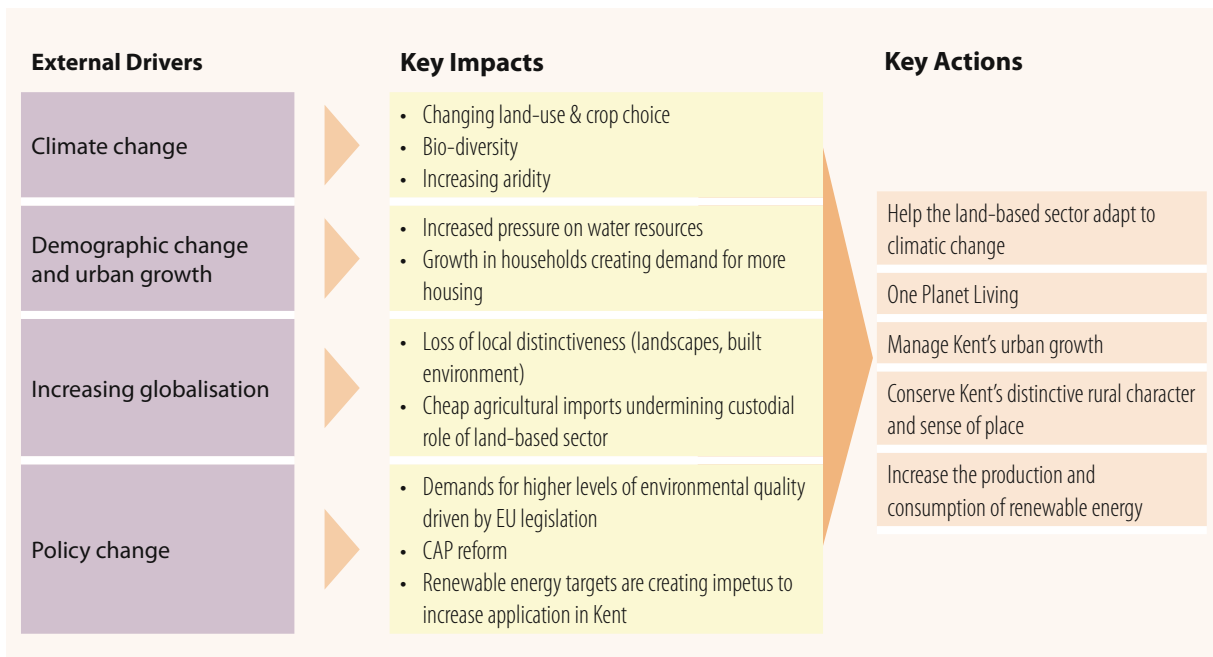 External Drivers
Key Impacts
Key Actions
Climate change
• Changing land-use & crop choice
• Bio-diversity
• Increasing aridity
Demographic change
and urban growth
• Increased pressure on water resources
• Growth in households creating demand for more
housing
Increasing globalisation
• Loss of local distinctiveness (landscapes, built
environment)
• Cheap agricultural imports undermining custodial
role of land-based sector
Policy change
• Demands for higher levels of environmental quality
driven by EU legislation
• CAP reform
• Renewable energy targets are creating impetus to
increase application in Kent
Help the land-based sector adapt to
climatic change
One Planet Living
Manage Kent’s urban growth
Conserve Kent’s distinctive rural character
and sense of place
Increase the production and
consumption of renewable energy